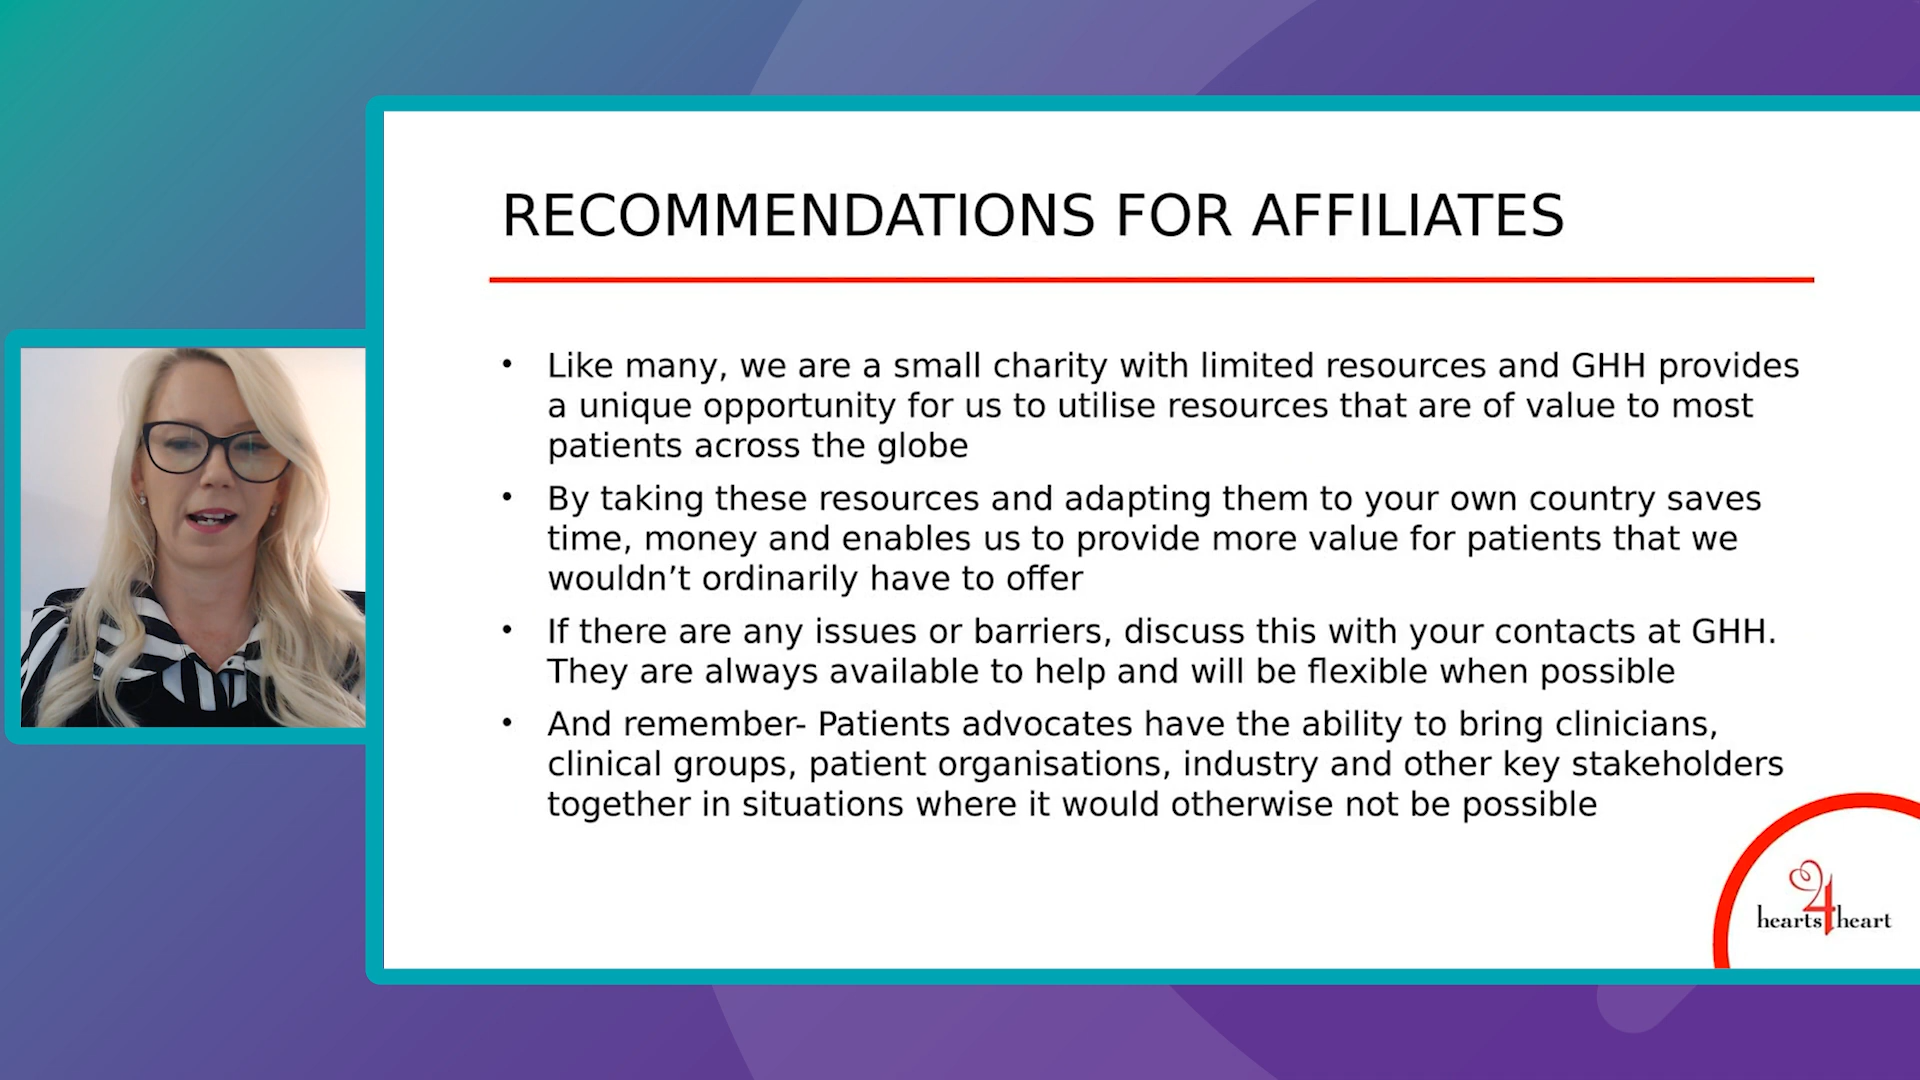 RECOMMENDATIONS FOR AFFILIATES
• Like many, we are a small charity with limited resources and GHH provides
a unique opportunity for us to utilise resources that are of value to most
patients across the globe
• By taking these resources and adapting them to your own country saves
time, money and enables us to provide more value for patients that we
wouldn’t ordinarily have to offer
• If there are any issues or barriers, discuss this with your contacts at GHH.
They are always available to help and will be flexible when possible
• And remember- Patients advocates have the ability to bring clinicians,
clinical groups, patient organisations, industry and other key stakeholders
together in situations where it would otherwise not be possible
hearts4heart